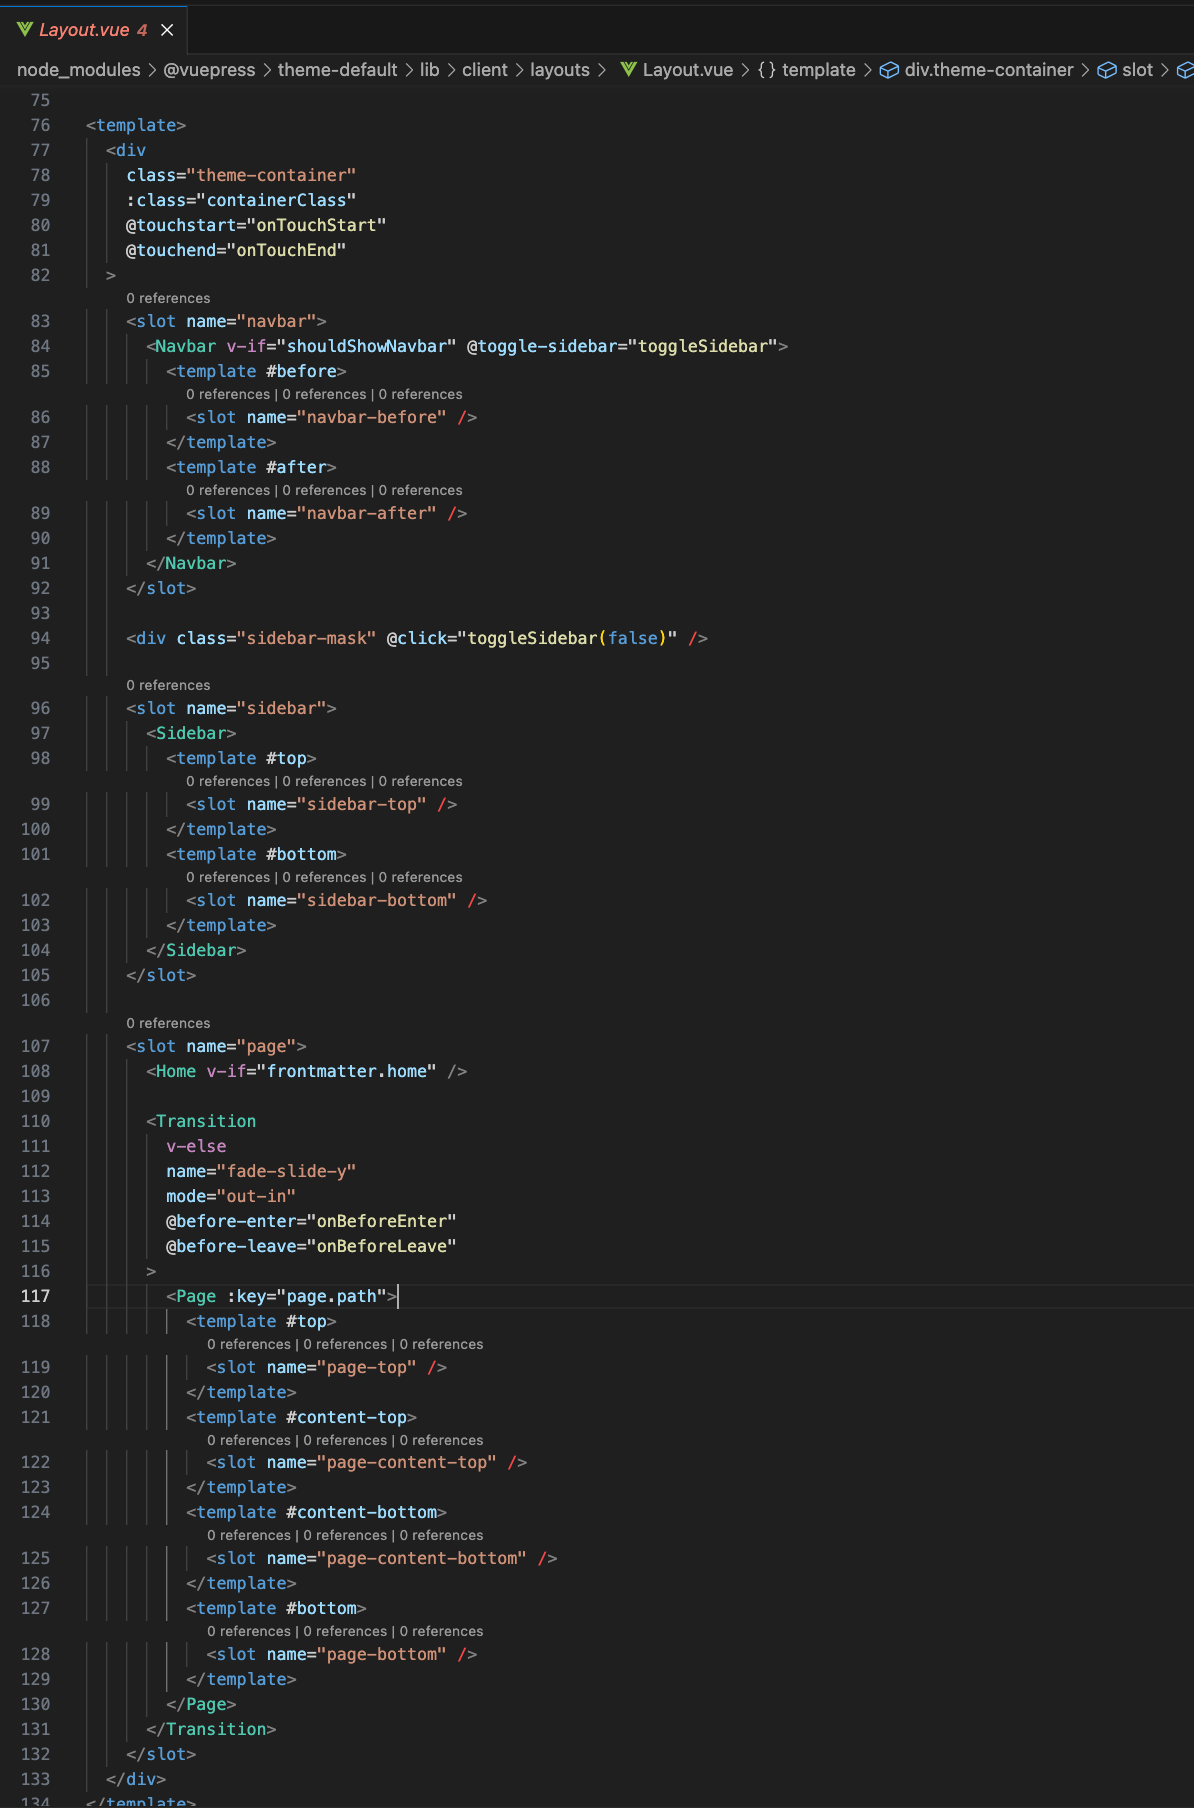 Layout.vue 4
node_modules > @vuepress > theme-default > lib > client > layouts > Layout.vue > {} template > div.theme-container > slot >
75
76 <template>
77 <div
78 class="theme-container"
79 :class="containerClass"
80 @touchstart="onTouchStart"
81 @touchend="onTouchEnd"
82 >
0 references
83 <slot name="navbar">
84 <Navbar v-if="shouldShowNavbar" @toggle-sidebar="toggleSidebar">
85 <template #before>
0 references | 0 references | 0 references
86 <slot name="navbar-before" />
87 </template>
88 <template #after>
0 references | 0 references | 0 references
89 <slot name="navbar-after" />
90 </template>
91 </Navbar>
92 </slot>
93
94 <div class="sidebar-mask" @click="toggleSidebar(false)" />
95
0 references
96 <slot name="sidebar">
97 <Sidebar>
98 <template #top>
0 references | 0 references | 0 references
99 <slot name="sidebar-top" />
100 </template>
101 <template #bottom>
0 references | 0 references | 0 references
102 <slot name="sidebar-bottom" />
103 </template>
104 </Sidebar>
105 </slot>
106
0 references
107 <slot name="page">
108 <Home v-if="frontmatter.home" />
109
110 <Transition
111 v-else
112 name="fade-slide-y"
113 mode="out-in"
114 @before-enter="onBeforeEnter"
115 @before-leave="onBeforeLeave"
116 >
117 <Page :key="page.path">
118 <template #top>
0 references | 0 references | 0 references
119 <slot name="page-top" />
120 </template>
121 <template #content-top>
0 references | 0 references | 0 references
122 <slot name="page-content-top" />
123 </template>
124 <template #content-bottom>
0 references | 0 references | 0 references
125 <slot name="page-content-bottom" />
126 </template>
127 <template #bottom>
0 references | 0 references | 0 references
128 <slot name="page-bottom" />
129 </template>
130 </Page>
131 </Transition>
132 </slot>
133 </div>
134 </template>